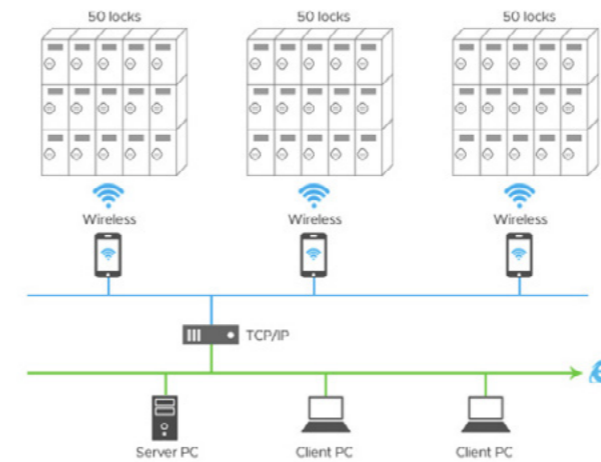 50 locks
50 locks
50 locks
Wireless
Wireless
Wireless
TCP/IP
Server PC
Client PC
Client PC